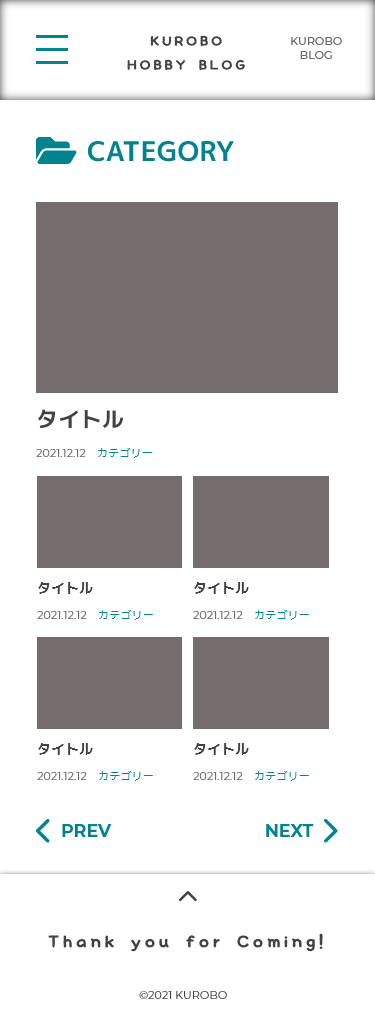 KUROBO
HOBBY BLOG
KUROBO
BLOG
CATEGORY
タイトル
2021.12.12 カテゴリー
タイトル
2021.12.12 カテゴリー
タイトル
2021.12.12 カテゴリー
タイトル
2021.12.12 カテゴリー
タイトル
2021.12.12 カテゴリー
PREV
NEXT
Thank you for Coming!
©2021 KUROBO